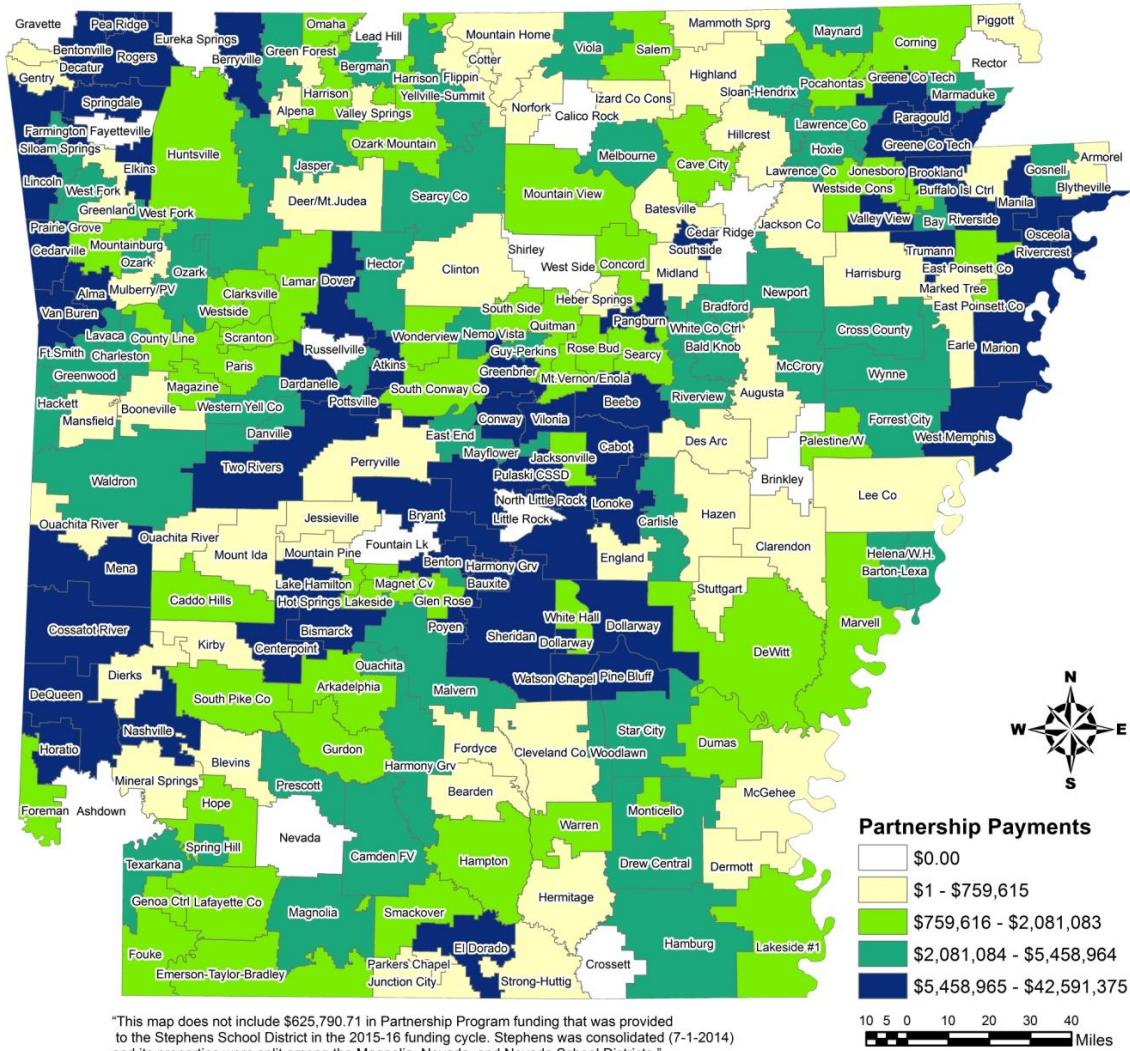 Gravette
Pea Ridge
Eureka Springs
Omaha
Lead Hill
Mountain Home
Viola
Salem
Mammoth Sprg
Maynard
Corning
Piggott
Bentonville
Rogers
Berryville
Green Forest
Bergman
Cotter
Rector
Decatur
Gentry
Harrison
Flippin
Highland
Pocahontas
Greene Co Tech
Springdale
Alpena
Harrison
Yellville-Summit
Norfork
Izard Co Cons
Sloan-Hendrix
Marmaduke
Valley Springs
Calico Rock
Paragould
Farmington
Fayetteville
Huntsville
Ozark Mountain
Hillcrest
Lawrence Co
Siloam Springs
Melbourne
Hoxie
Greene Co Tech
Elkins
Jasper
Cave City
Lawrence Co
Jonesboro
Brookland
Gosnell
Armorel
Lincoln
West Fork
Deer/Mt.Judea
Searcy Co
Mountain View
Westside Cons
Buffalo Isl Ctrl
Blytheville
Greenland
West Fork
Batesville
Jackson Co
Valley View
Bay
Riverside
Manila
Prairie Grove
Cedar Ridge
Osceola
Cedarville
Mountainburg
Hector
Clinton
Shirley
Southside
Trumann
Rivercrest
Ozark
Ozark
Lamar
Dover
West Side
Concord
Midland
Harrisburg
East Poinsett Co
Alma
Mulberry/PV
Clarksville
Heber Springs
Newport
Marked Tree
Van Buren
Westside
South Side
Bradford
East Poinsett Co
Lavaca
County Line
Scranton
Wonderview
Nemo Vista
Quitman
Pangburn
White Co Ctrl
Cross County
Ft.Smith
Charleston
Russellville
Guy-Perkins
Rose Bud
Searcy
Bald Knob
Earle
Marion
Greenwood
Paris
Atkins
Greenbrier
McCrory
Wynne
Magazine
Dardanelle
South Conway Co
Mt.Vernon/Enola
Hackett
Booneville
Western Yell Co
Pottsville
Beebe
Riverview
Augusta
Mansfield
Conway
Vilonia
Forrest City
Danville
East End
Des Arc
Palestine/W
West Memphis
Mayflower
Jacksonville
Cabot
Waldron
Two Rivers
Perryville
Pulaski CSSD
Brinkley
Lee Co
North Little Rock
Lonoke
Hazen
Ouachita River
Jessieville
Bryant
Little Rock
Carlisle
Ouachita River
Mount Ida
Mountain Pine
Fountain Lk
Clarendon
Helena/W.H.
Mena
Benton
Harmony Grv
England
Barton-Lexa
Lake Hamilton
Magnet Cv
Bauxite
Stuttgart
Caddo Hills
Hot Springs
Lakeside
Glen Rose
Marvell
Cossatot River
Bismarck
Poyen
White Hall
Dollarway
Kirby
Centerpoint
Sheridan
Dollarway
DeWitt
Dierks
Ouachita
DeQueen
South Pike Co
Arkadelphia
Malvern
Watson Chapel
Pine Bluff
Nashville
Star City
Horatio
Gurdon
Fordyce
Cleveland Co
Woodlawn
Dumas
Blevins
Harmony Grv
Mineral Springs
Prescott
Bearden
McGehee
Foreman
Ashdown
Hope
Monticello
Spring Hill
Nevada
Warren
Texarkana
Camden FV
Hampton
Drew Central
Dermott
Genoa Ctrl
Lafayette Co
Magnolia
Smackover
Hermitage
Fouke
El Dorado
Hamburg
Lakeside #1
Emerson-Taylor-Bradley
Parkers Chapel
Crossett
Junction City
Strong-Huttig
N
W E
S
Partnership Payments
$0.00
$1 - $759,615
$759,616 - $2,081,083
$2,081,084 - $5,458,964
$5,458,965 - $42,591,375
10 5 0 10 20 30 40
Miles
"This map does not include $625,790.71 in Partnership Program funding that was provided
to the Stephens School District in the 2015-16 funding cycle. Stephens was consolidated (7-1-2014)
and its properties were split among the Magnolia, Nevada, and Nevada School Districts."